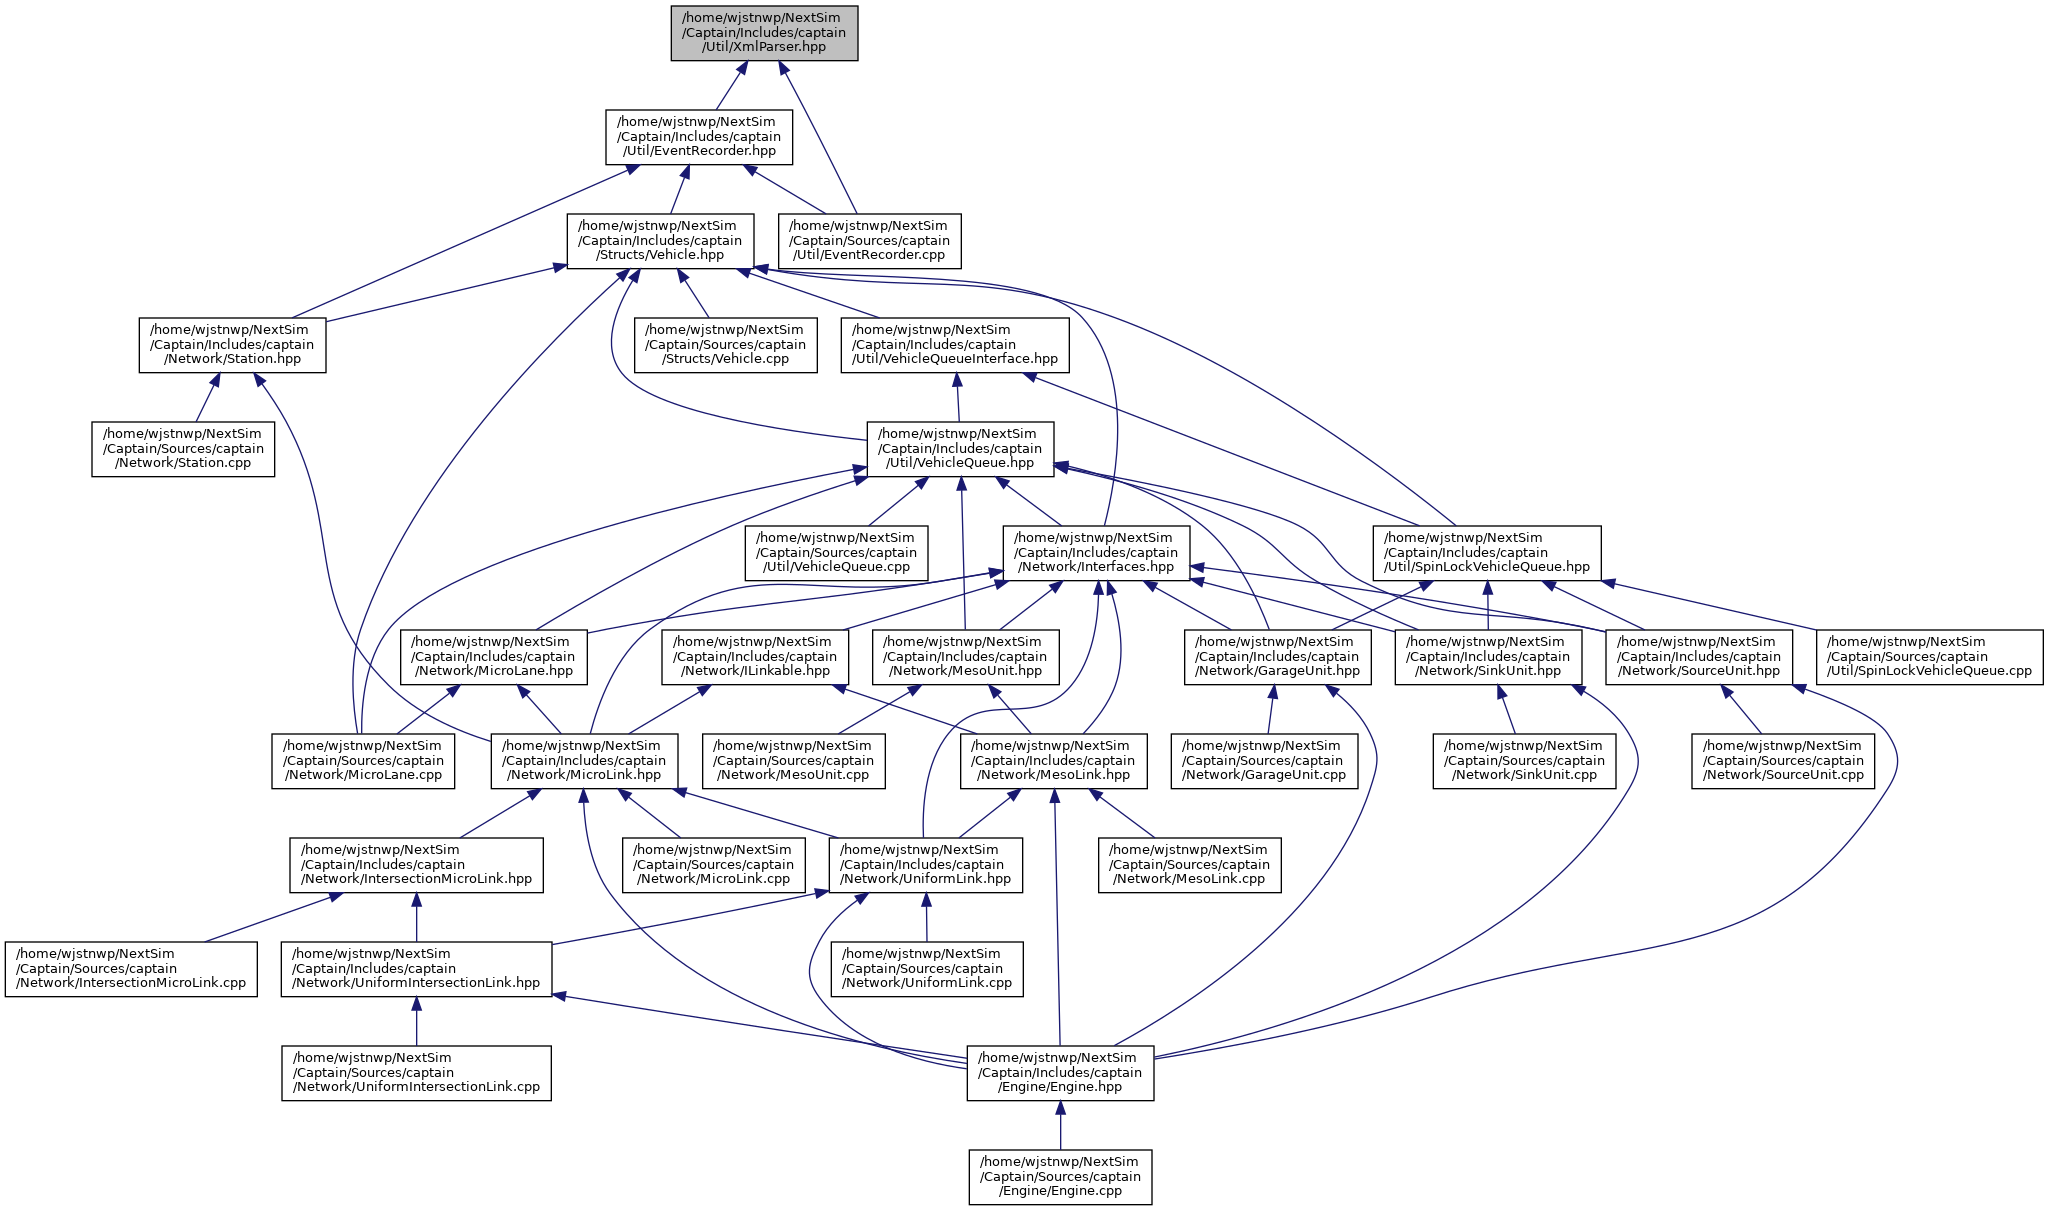 /home/wjstnwp/NextSim
/Captain/Includes/captain
/Util/XmlParser.hpp
/home/wjstnwp/NextSim
/Captain/Includes/captain
/Util/EventRecorder.hpp
/home/wjstnwp/NextSim
/Captain/Includes/captain
/Structs/Vehicle.hpp
/home/wjstnwp/NextSim
/Captain/Sources/captain
/Util/EventRecorder.cpp
/home/wjstnwp/NextSim
/Captain/Includes/captain
/Network/Station.hpp
/home/wjstnwp/NextSim
/Captain/Sources/captain
/Structs/Vehicle.cpp
/home/wjstnwp/NextSim
/Captain/Includes/captain
/Util/VehicleQueueInterface.hpp
/home/wjstnwp/NextSim
/Captain/Sources/captain
/Network/Station.cpp
/home/wjstnwp/NextSim
/Captain/Includes/captain
/Util/VehicleQueue.hpp
/home/wjstnwp/NextSim
/Captain/Sources/captain
/Util/VehicleQueue.cpp
/home/wjstnwp/NextSim
/Captain/Includes/captain
/Network/Interfaces.hpp
/home/wjstnwp/NextSim
/Captain/Includes/captain
/Util/SpinLockVehicleQueue.hpp
/home/wjstnwp/NextSim
/Captain/Includes/captain
/Network/MicroLane.hpp
/home/wjstnwp/NextSim
/Captain/Includes/captain
/Network/ILinkable.hpp
/home/wjstnwp/NextSim
/Captain/Includes/captain
/Network/MesoUnit.hpp
/home/wjstnwp/NextSim
/Captain/Includes/captain
/Network/GarageUnit.hpp
/home/wjstnwp/NextSim
/Captain/Includes/captain
/Network/SinkUnit.hpp
/home/wjstnwp/NextSim
/Captain/Includes/captain
/Network/SourceUnit.hpp
/home/wjstnwp/NextSim
/Captain/Sources/captain
/Util/SpinLockVehicleQueue.cpp
/home/wjstnwp/NextSim
/Captain/Sources/captain
/Network/MicroLane.cpp
/home/wjstnwp/NextSim
/Captain/Includes/captain
/Network/MicroLink.hpp
/home/wjstnwp/NextSim
/Captain/Sources/captain
/Network/MesoUnit.cpp
/home/wjstnwp/NextSim
/Captain/Includes/captain
/Network/MesoLink.hpp
/home/wjstnwp/NextSim
/Captain/Sources/captain
/Network/GarageUnit.cpp
/home/wjstnwp/NextSim
/Captain/Sources/captain
/Network/SinkUnit.cpp
/home/wjstnwp/NextSim
/Captain/Sources/captain
/Network/SourceUnit.cpp
/home/wjstnwp/NextSim
/Captain/Includes/captain
/Network/IntersectionMicroLink.hpp
/home/wjstnwp/NextSim
/Captain/Sources/captain
/Network/MicroLink.cpp
/home/wjstnwp/NextSim
/Captain/Includes/captain
/Network/UniformLink.hpp
/home/wjstnwp/NextSim
/Captain/Sources/captain
/Network/MesoLink.cpp
/home/wjstnwp/NextSim
/Captain/Sources/captain
/Network/IntersectionMicroLink.cpp
/home/wjstnwp/NextSim
/Captain/Includes/captain
/Network/UniformIntersectionLink.hpp
/home/wjstnwp/NextSim
/Captain/Sources/captain
/Network/UniformLink.cpp
/home/wjstnwp/NextSim
/Captain/Sources/captain
/Network/UniformIntersectionLink.cpp
/home/wjstnwp/NextSim
/Captain/Includes/captain
/Engine/Engine.hpp
/home/wjstnwp/NextSim
/Captain/Sources/captain
/Engine/Engine.cpp